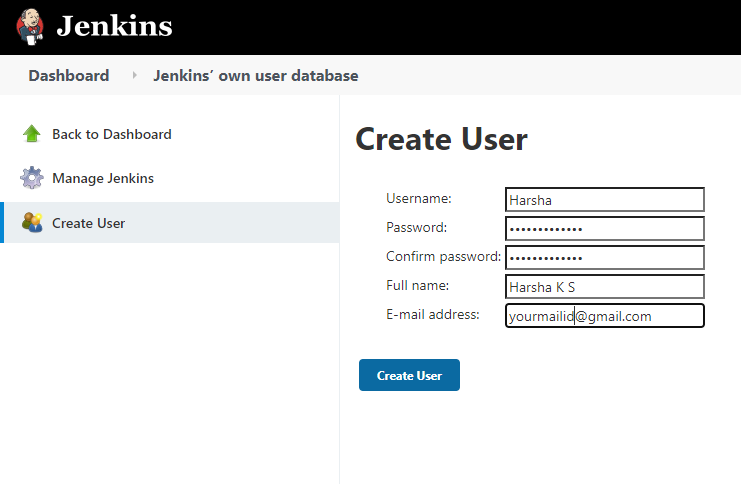 Jenkins
Dashboard Jenkins’ own user database
Back to Dashboard
Manage Jenkins
Create User
Create User
Username: Harsha
Password: •••••••••••••
Confirm password: •••••••••••••
Full name: Harsha K S
E-mail address: yourmailid@gmail.com
Create User